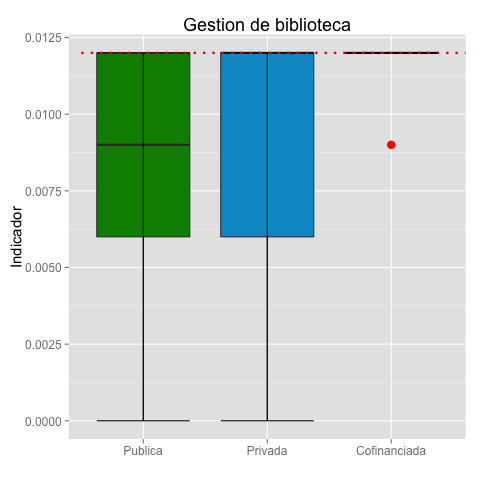 Gestion de biblioteca
0.0125
0.0100
0.0075
0.0050
0.0025
0.0000
Indicador
Publica Privada Cofinanciada